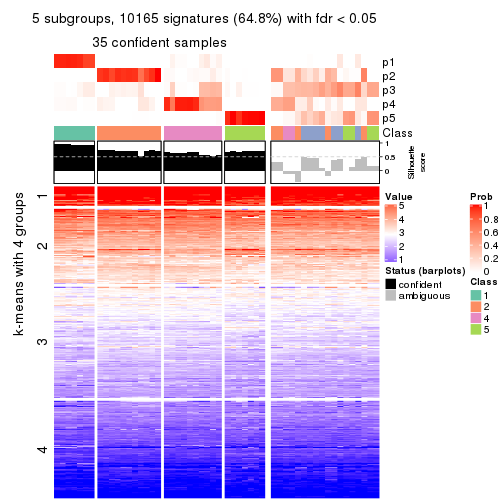 5 subgroups, 10165 signatures (64.8%) with fdr < 0.05
35 confident samples
p1
p2
p3
p4
p5
Class
1
0.5
0
Silhouette
score
k-means with 4 groups
1
2
3
4
Value
5
4
3
2
1
Status (barplots)
confident
ambiguous
Prob
1
0.8
0.6
0.4
0.2
0
Class
1
2
4
5